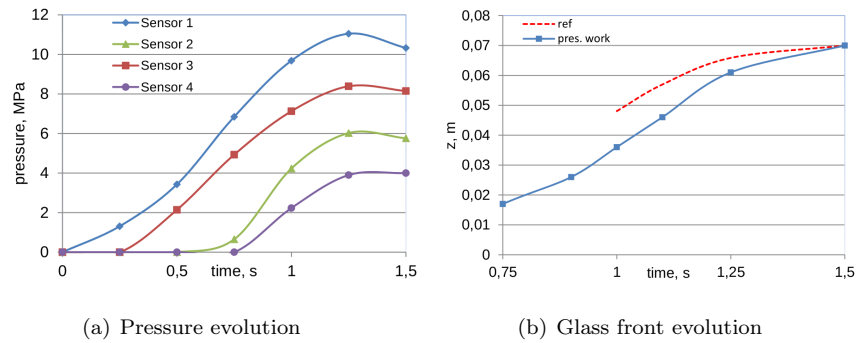 12
10
8
6
4
2
0
pressure, MPa
Sensor 1
Sensor 2
Sensor 3
Sensor 4
0
0,5
time, s
1
1,5
(a) Pressure evolution
0,08
0,07
0,06
0,05
0,04
0,03
0,02
0,01
0
z, m
ref
pres. work
0,75
1
time, s
1,25
1,5
(b) Glass front evolution